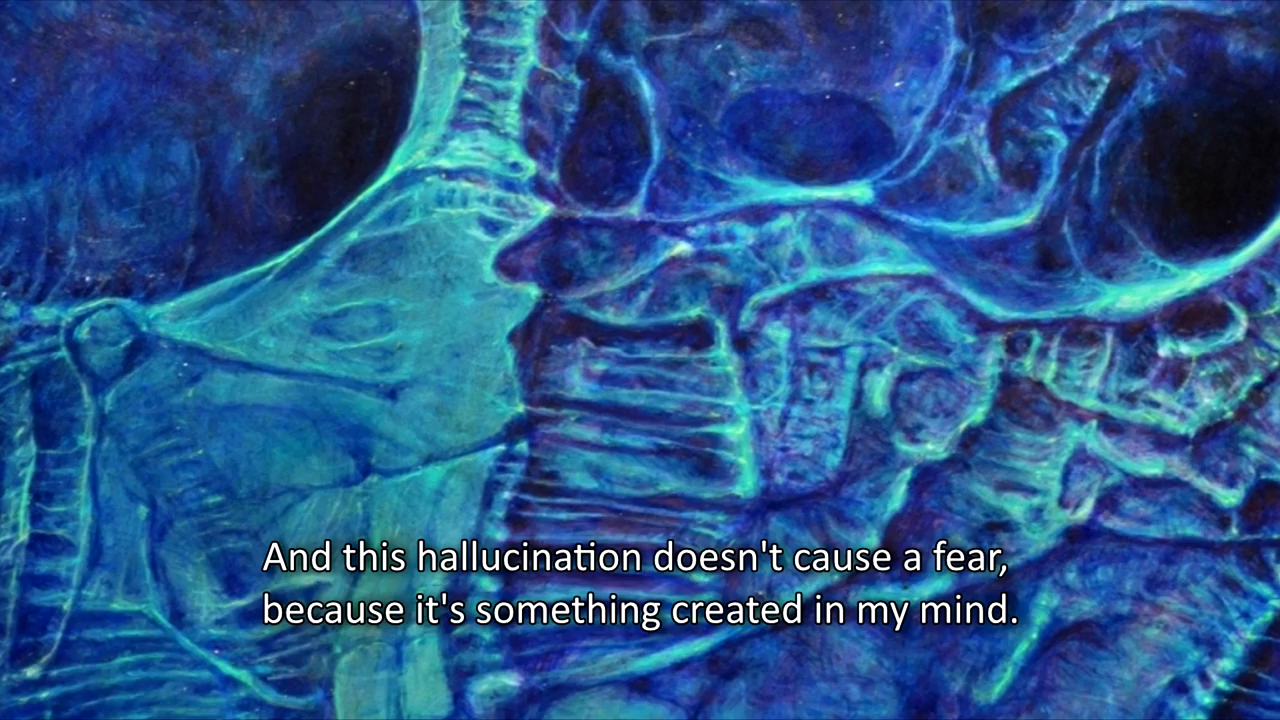 And this hallucination doesn't cause a fear,
because it's something created in my mind.